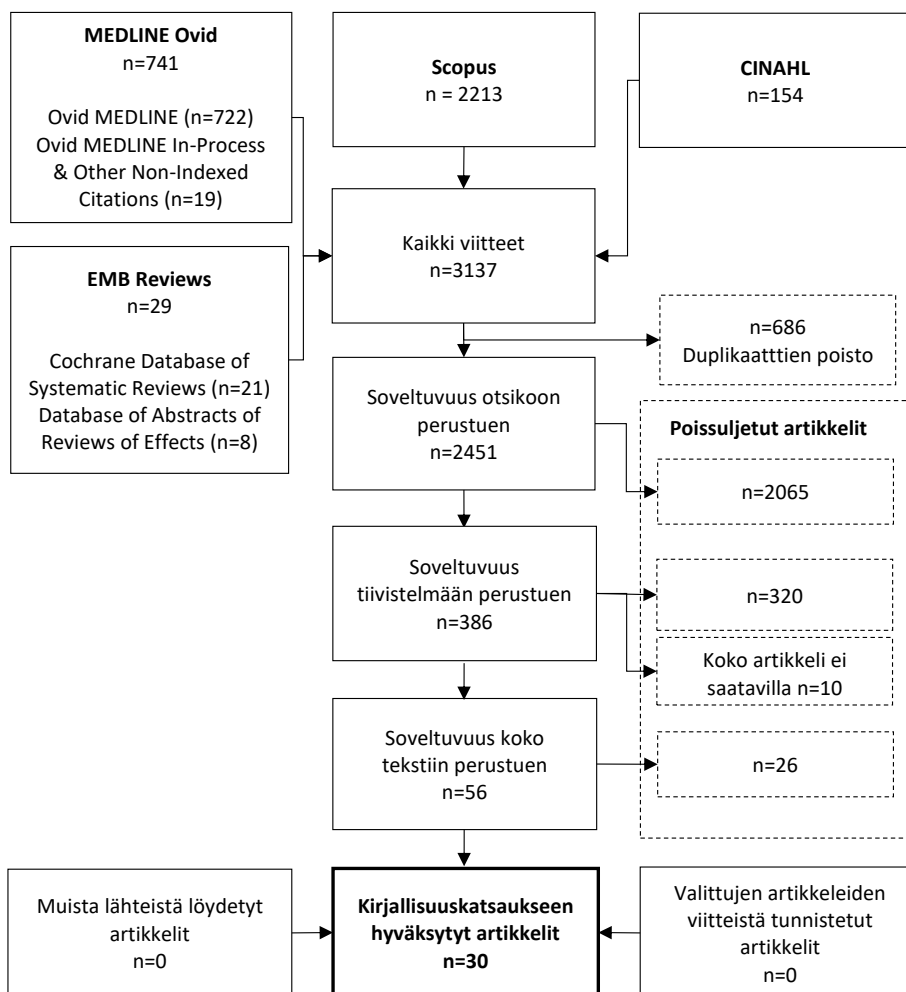 MEDLINE Ovid
n=741
Ovid MEDLINE (n=722)
Ovid MEDLINE In-Process
& Other Non-Indexed
Citations (n=19)
Scopus
n = 2213
CINAHL
n=154
EMB Reviews
n=29
Cochrane Database of
Systematic Reviews (n=21)
Database of Abstracts of
Reviews of Effects (n=8)
Kaikki viitteet
n=3137
n=686
Duplikaatttien poisto
Soveltuvuus otsikoon
perustuen
n=2451
Poissuljetut artikkelit
n=2065
Soveltuvuus
tiivistelmään perustuen
n=386
n=320
Koko artikkeli ei
saatavilla n=10
Soveltuvuus koko
tekstiin perustuen
n=56
n=26
Muista lähteistä löydetyt
artikkelit
n=0
Kirjallisuuskatsaukseen
hyväksytyt artikkelit
n=30
Valittujen artikkeleiden
viitteistä tunnistetut
artikkelit
n=0